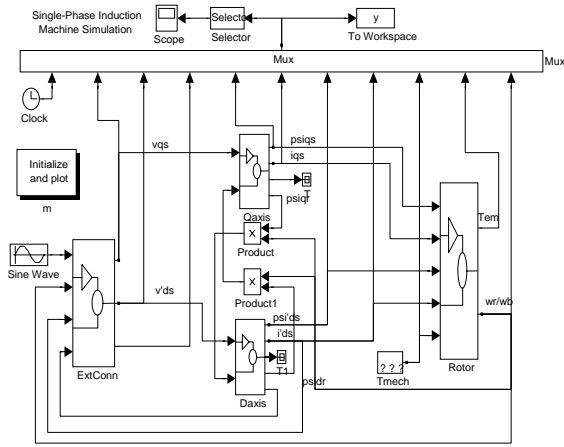 Single-Phase Induction
Machine Simulation
Scope
Selecto
Selector
y
To Workspace
Mux
Mux
Clock
Initialize
and plot
m
vqs
psiqs
iqs
T
psiqr
Qaxis
x
Product
x
Product1
Sine Wave
v'ds
psi'ds
i'ds
T1
psidr
Daxis
ExtConn
Tem
wr/wb
Rotor
? ? ?
Tmech